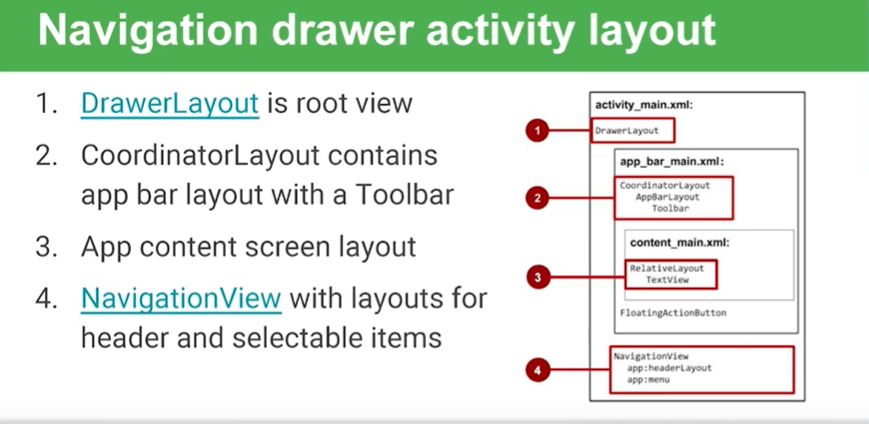 Navigation drawer activity layout
1. DrawerLayout is root view
2. CoordinatorLayout contains
app bar layout with a Toolbar
3. App content screen layout
4. NavigationView with layouts for
header and selectable items
activity_main.xml:
1
DrawerLayout
app_bar_main.xml:
2
CoordinatorLayout
AppBarLayout
Toolbar
content_main.xml:
3
RelativeLayout
TextView
FloatingActionButton
4
NavigationView
app:headerLayout
app:menu